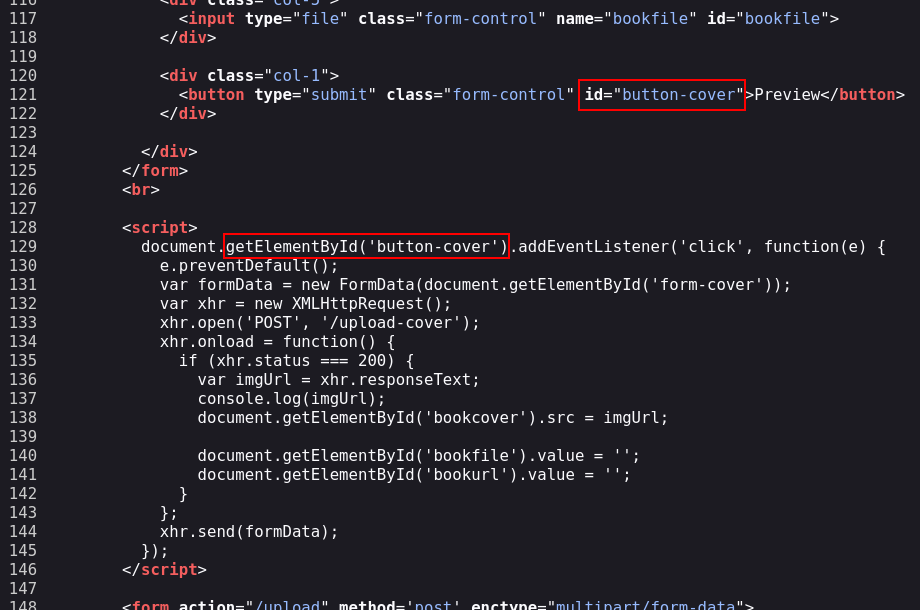 116 <div class="col-5">
117 <input type="file" class="form-control" name="bookfile" id="bookfile">
118 </div>
119
120 <div class="col-1">
121 <button type="submit" class="form-control" id="button-cover">Preview</button>
122 </div>
123
124 </div>
125 </form>
126 <br>
127
128 <script>
129 document.getElementById('button-cover').addEventListener('click', function(e) {
130 e.preventDefault();
131 var formData = new FormData(document.getElementById('form-cover'));
132 var xhr = new XMLHttpRequest();
133 xhr.open('POST', '/upload-cover');
134 xhr.onload = function() {
135 if (xhr.status === 200) {
136 var imgUrl = xhr.responseText;
137 console.log(imgUrl);
138 document.getElementById('bookcover').src = imgUrl;
139
140 document.getElementById('bookfile').value = '';
141 document.getElementById('bookurl').value = '';
142 }
143 };
144 xhr.send(formData);
145 });
146 </script>
147
148 <form action="/upload" method='post' enctype="multipart/form-data">